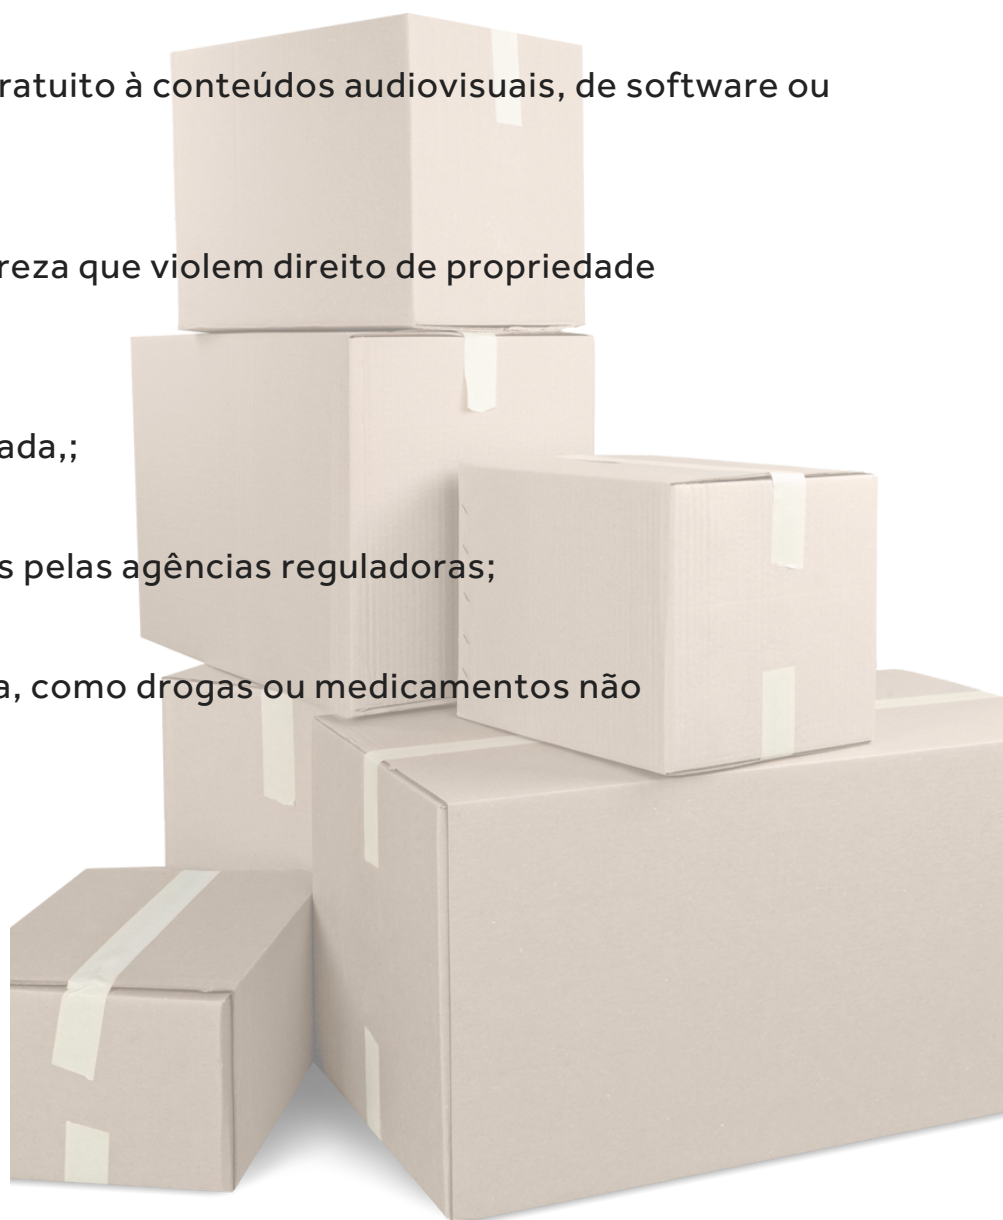 ratuito à conteúdos audiovisuais, de software ou
reza que violem direito de propriedade
ada,;
s pelas agências reguladoras;
a, como drogas ou medicamentos não